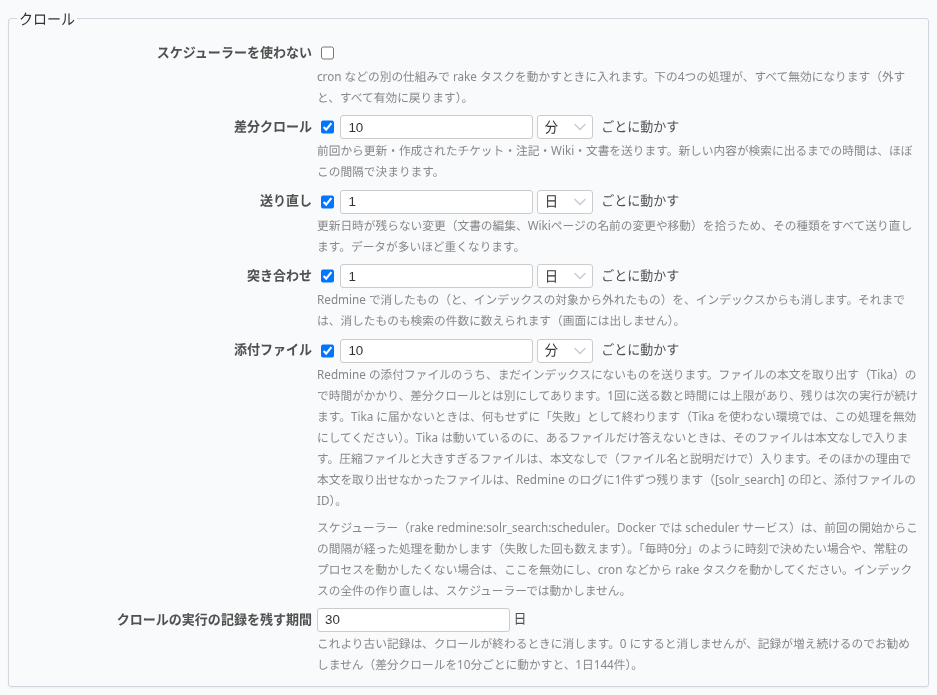 クロール
スケジューラーを使わない
cron などの別の仕組みで rake タスクを動かすときに入れます。下の4つの処理が、すべて無効になります（外す
と、すべて有効に戻ります）。
差分クロール 10 分 ごとに動かす
前回から更新・作成されたチケット・注記・Wiki・文書を送ります。新しい内容が検索に出るまでの時間は、ほぼ
この間隔で決まります。
送り直し 1 日 ごとに動かす
更新日時が残らない変更（文書の編集、Wikiページの名前の変更や移動）を拾うため、その種類をすべて送り直し
ます。データが多いほど重くなります。
突き合わせ 1 日 ごとに動かす
Redmine で消したもの（と、インデックスの対象から外れたもの）を、インデックスからも消します。それまで
は、消したものも検索の件数に数えられます（画面には出しません）。
添付ファイル 10 分 ごとに動かす
Redmine の添付ファイルのうち、まだインデックスにないものを送ります。ファイルの本文を取り出す（Tika）の
で時間がかかり、差分クロールとは別にしてあります。1回に送る数と時間には上限があり、残りは次の実行が続け
ます。Tika に届かないときは、何もせずに「失敗」として終わります（Tika を使わない環境では、この処理を無効
にしてください）。Tika は動いているのに、あるファイルだけ答えないときは、そのファイルは本文なしで入りま
す。圧縮ファイルと大きすぎるファイルは、本文なしで（ファイル名と説明だけで）入ります。そのほかの理由で
本文を取り出せなかったファイルは、Redmine のログに1件ずつ残ります（[solr_search] の印と、添付ファイルの
ID）。
スケジューラー（rake redmine:solr_search:scheduler。Docker では scheduler サービス）は、前回の開始からこ
の間隔が経った処理を動かします（失敗した回も数えます）。「毎時0分」のように時刻で決めたい場合や、常駐の
プロセスを動かしたくない場合は、ここを無効にし、cron などから rake タスクを動かしてください。インデック
スの全件の作り直しは、スケジューラーでは動かしません。
クロールの実行の記録を残す期間 30 日
これより古い記録は、クロールが終わるときに消します。0 にすると消しませんが、記録が増え続けるのでお勧め
しません（差分クロールを10分ごとに動かすと、1日144件）。